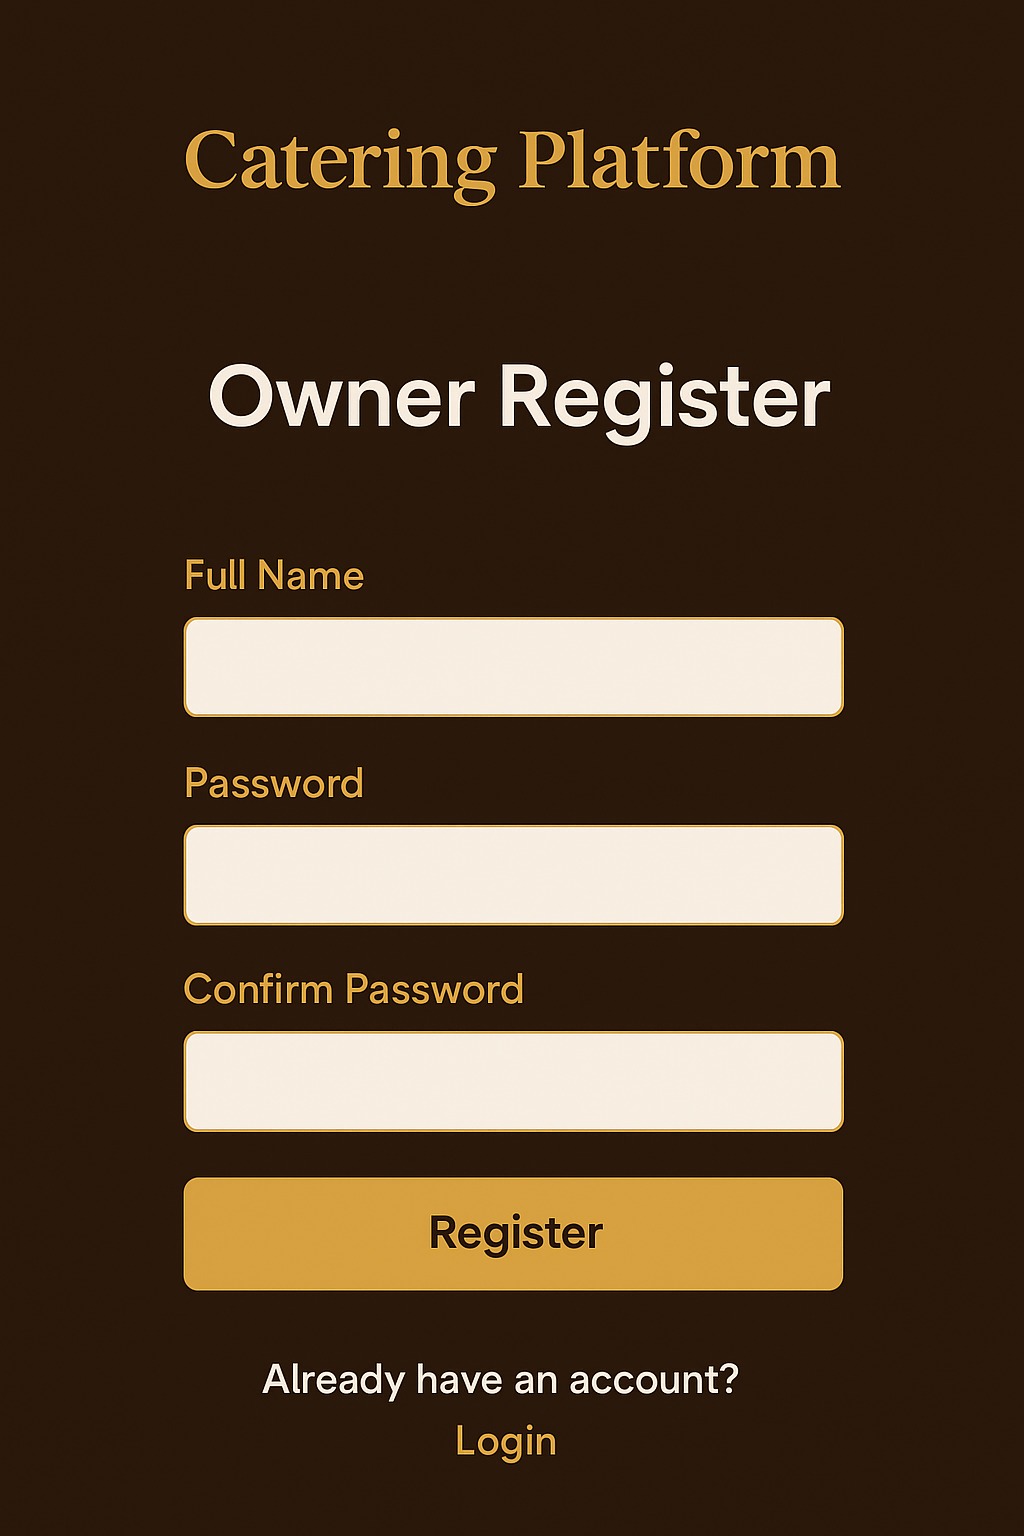 Catering Platform
Owner Register
Full Name
Password
Confirm Password
Register
Already have an account?
Login